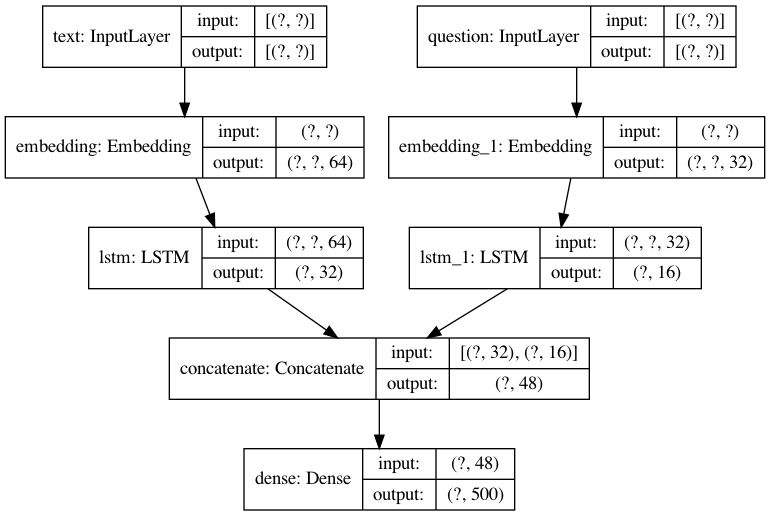 text: InputLayer
input:
[(?, ?)]
output:
[(?, ?)]
question: InputLayer
input:
[(?, ?)]
output:
[(?, ?)]
embedding: Embedding
input:
(?, ?)
output:
(?, ?, 64)
embedding_1: Embedding
input:
(?, ?)
output:
(?, ?, 32)
lstm: LSTM
input:
(?, ?, 64)
output:
(?, 32)
lstm_1: LSTM
input:
(?, ?, 32)
output:
(?, 16)
concatenate: Concatenate
input:
[(?, 32), (?, 16)]
output:
(?, 48)
dense: Dense
input:
(?, 48)
output:
(?, 500)